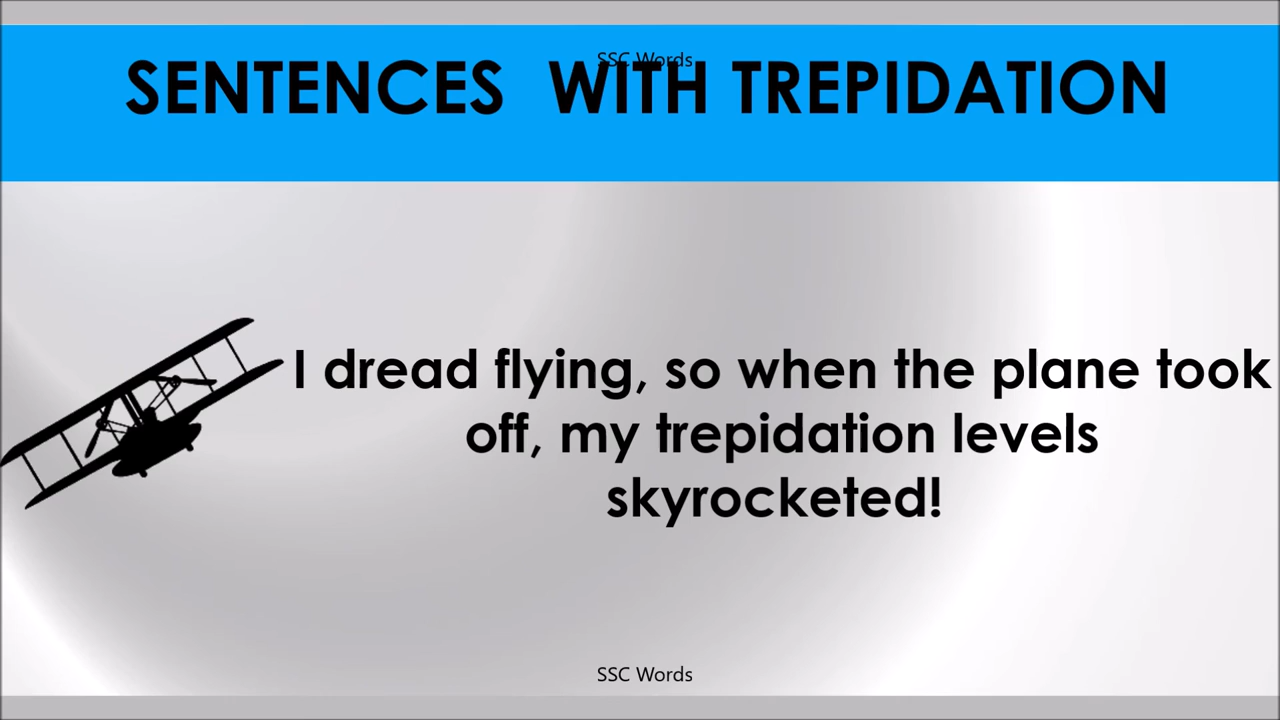 SSC Words
SENTENCES WITH TREPIDATION
I dread flying, so when the plane took
off, my trepidation levels
skyrocketed!
SSC Words